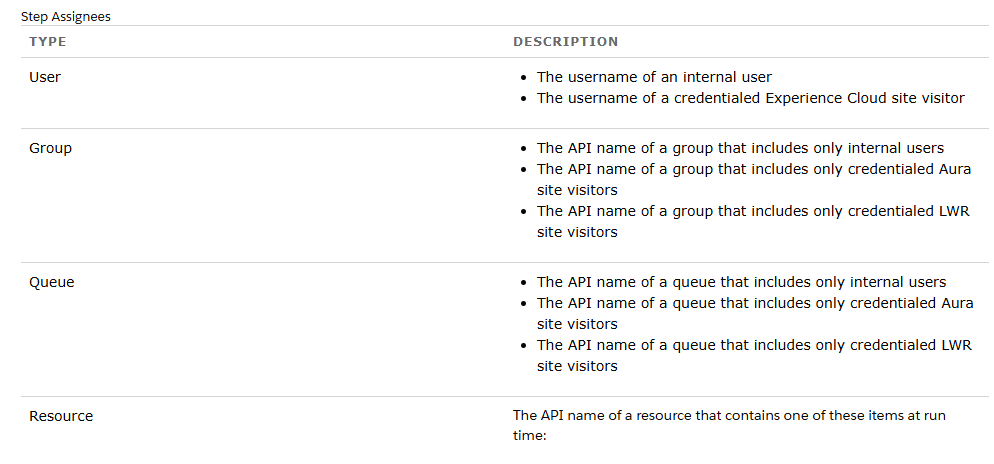 Step Assignees
TYPE DESCRIPTION
User
• The username of an internal user
• The username of a credentialed Experience Cloud site visitor
Group
• The API name of a group that includes only internal users
• The API name of a group that includes only credentialed Aura
site visitors
• The API name of a group that includes only credentialed LWR
site visitors
Queue
• The API name of a queue that includes only internal users
• The API name of a queue that includes only credentialed Aura
site visitors
• The API name of a queue that includes only credentialed LWR
site visitors
Resource
The API name of a resource that contains one of these items at run
time: